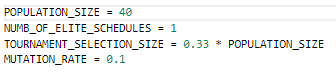 POPULATION_SIZE = 40
NUMB_OF_ELITE_SCHEDULES = 1
TOURNAMENT_SELECTION_SIZE = 0.33 * POPULATION_SIZE
MUTATION_RATE = 0.1